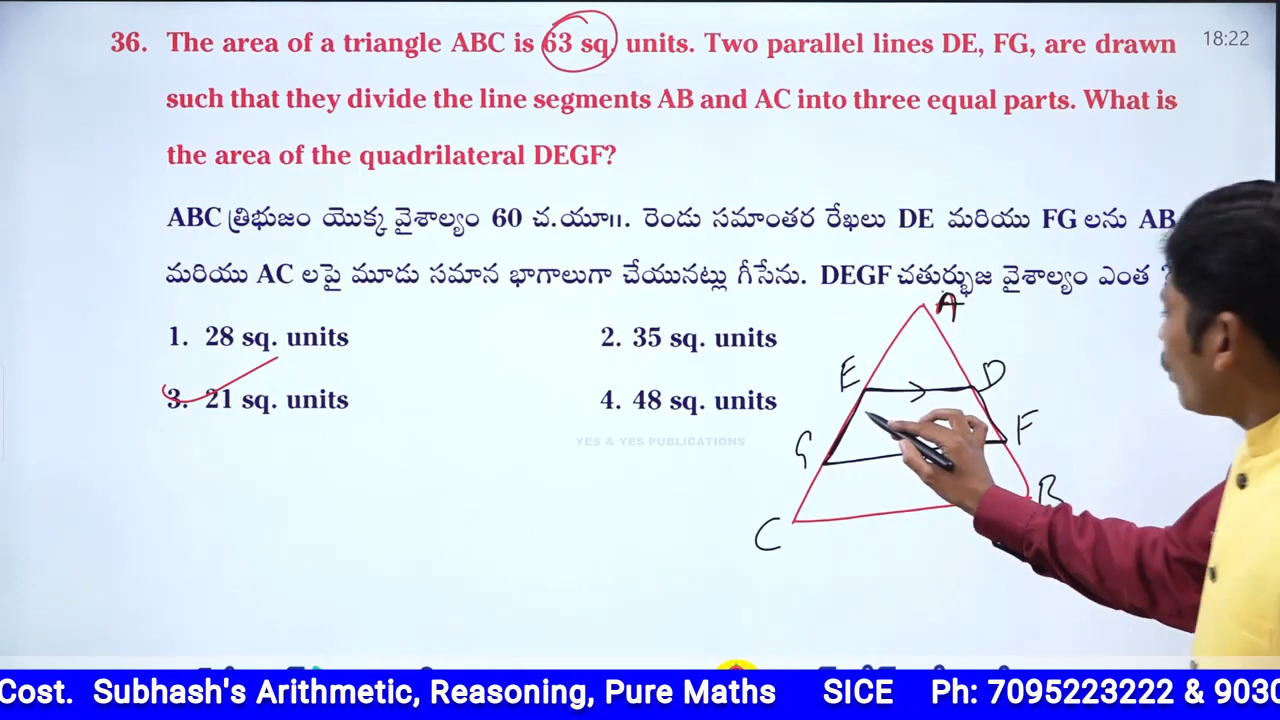 36. The area of a triangle ABC is 63 sq. units. Two parallel lines DE, FG, are drawn
18:22
such that they divide the line segments AB and AC into three equal parts. What is
the area of the quadrilateral DEGF?
ABC త్రిభుజం యొక్క వైశాల్యం 60 చ.యూ॥. రెండు సమాంతర రేఖలు DE మరియు FG లను AB
మరియు AC లపై మూడు సమాన భాగాలుగా చేయునట్లు గీసేను. DEGF చతుర్భుజ వైశాల్యం ఎంత ?
1. 28 sq. units
2. 35 sq. units
3. 21 sq. units
4. 48 sq. units
YES & YES PUBLICATIONS
A
E
D
G
F
B
C
Cost. Subhash's Arithmetic, Reasoning, Pure Maths SICE Ph: 7095223222 & 9030